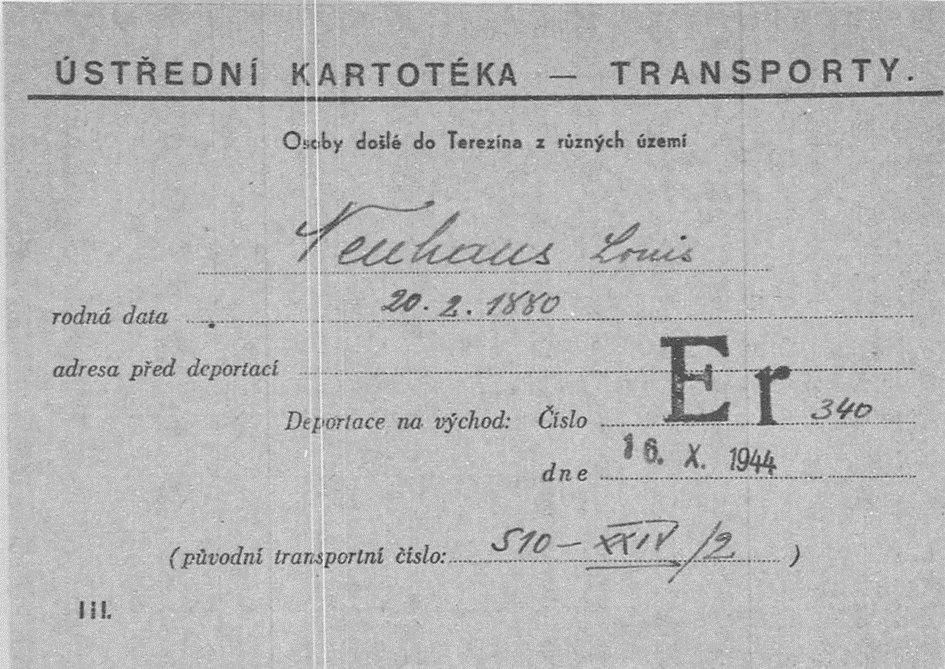 ÚSTŘEDNÍ KARTOTÉKA — TRANSPORTY.
Osoby došlé do Terezína z různých území
Neuhaus Louis
rodná data 20. 2. 1880
adresa před deportací
Deportace na východ: Číslo Er 340
dne 16. X. 1944
(původní transportní číslo: 510-XXIV/2)
III.